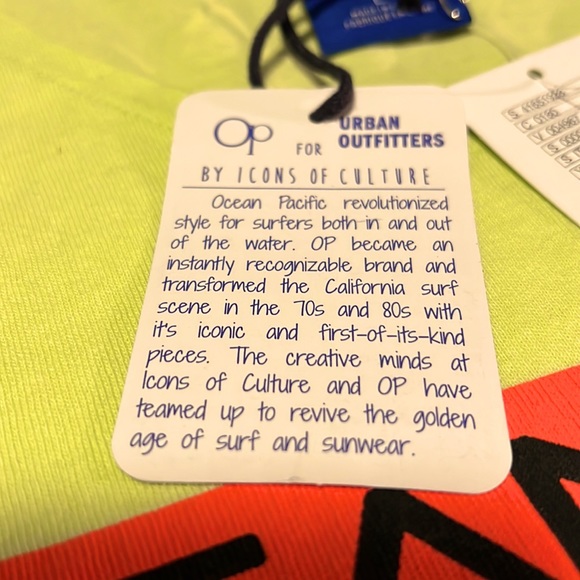 Op FOR URBAN
OUTFITTERS
BY ICONS OF CULTURE
Ocean Pacific revolutionized
style for surfers both in and out
of the water. OP became an
instantly recognizable brand and
transformed the California surf
scene in the 70s and 80s with
it's iconic and first-of-its-kind
pieces. The creative minds at
Icons of Culture and OP have
teamed up to revive the golden
age of surf and sunwear.